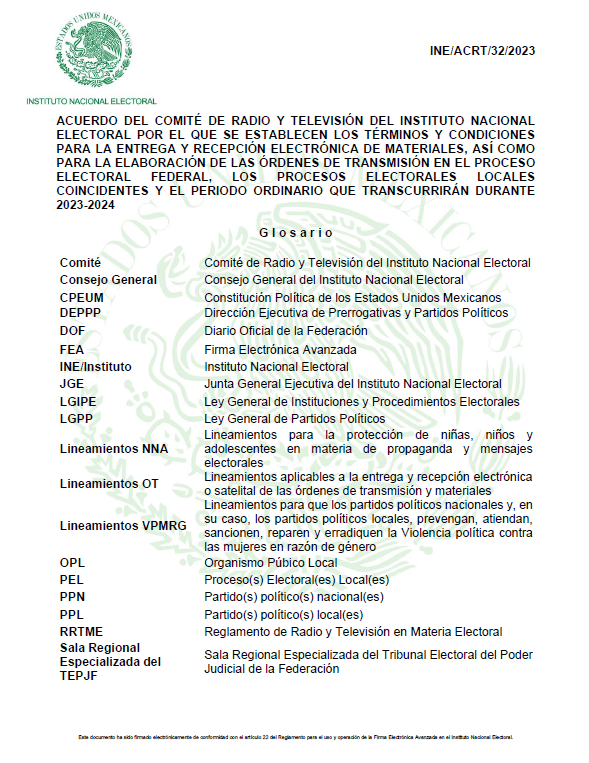 ESTADOS UNIDOS MEXICANOS
INE/ACRT/32/2023
INSTITUTO NACIONAL ELECTORAL
ACUERDO DEL COMITÉ DE RADIO Y TELEVISIÓN DEL INSTITUTO NACIONAL
ELECTORAL POR EL QUE SE ESTABLECEN LOS TÉRMINOS Y CONDICIONES
PARA LA ENTREGA Y RECEPCIÓN ELECTRÓNICA DE MATERIALES, ASÍ COMO
PARA LA ELABORACIÓN DE LAS ÓRDENES DE TRANSMISIÓN EN EL PROCESO
ELECTORAL FEDERAL, LOS PROCESOS ELECTORALES LOCALES
COINCIDENTES Y EL PERIODO ORDINARIO QUE TRANSCURRIRÁN DURANTE
2023-2024
G l o s a r i o
Comité Comité de Radio y Televisión del Instituto Nacional Electoral
Consejo General Consejo General del Instituto Nacional Electoral
CPEUM Constitución Política de los Estados Unidos Mexicanos
DEPPP Dirección Ejecutiva de Prerrogativas y Partidos Políticos
DOF Diario Oficial de la Federación
FEA Firma Electrónica Avanzada
INE/Instituto Instituto Nacional Electoral
JGE Junta General Ejecutiva del Instituto Nacional Electoral
LGIPE Ley General de Instituciones y Procedimientos Electorales
LGPP Ley General de Partidos Políticos
Lineamientos NNA Lineamientos para la protección de niñas, niños y
adolescentes en materia de propaganda y mensajes
electorales
Lineamientos OT Lineamientos aplicables a la entrega y recepción electrónica
o satelital de las órdenes de transmisión y materiales
Lineamientos VPMRG Lineamientos para que los partidos políticos nacionales y, en
su caso, los partidos políticos locales, prevengan, atiendan,
sancionen, reparen y erradiquen la Violencia política contra
las mujeres en razón de género
OPL Organismo Púbico Local
PEL Proceso(s) Electoral(es) Local(es)
PPN Partido(s) político(s) nacional(es)
PPL Partido(s) político(s) local(es)
RRTME Reglamento de Radio y Televisión en Materia Electoral
Sala Regional
Especializada del
TEPJF
Sala Regional Especializada del Tribunal Electoral del Poder
Judicial de la Federación
Este documento ha sido firmado electrónicamente de conformidad con el artículo 22 del Reglamento para el uso y operación de la Firma Electrónica Avanzada en el Instituto Nacional Electoral.